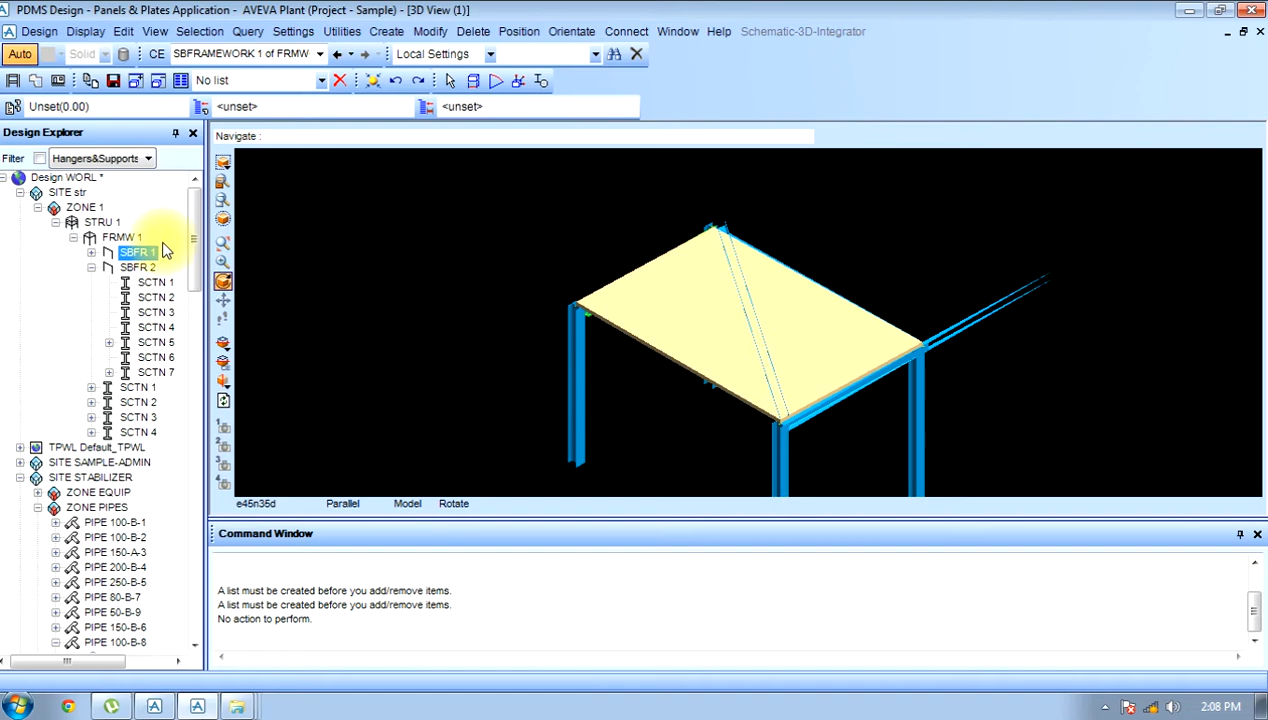 PDMS Design - Panels & Plates Application - AVEVA Plant (Project - Sample) - [3D View (1)]
Design Display Edit View Selection Query Settings Utilities Create Modify Delete Position Orientate Connect Window Help Schematic-3D-Integrator
Auto Solid CE SBFRAMEWORK 1 of FRMW Local Settings
No list
Unset(0.00) <unset> <unset>
Design Explorer
Navigate :
Filter Hangers&Supports
Design WORL *
SITE str
ZONE 1
STRU 1
FRMW 1
SBFR 1
SBFR 2
SCTN 1
SCTN 2
SCTN 3
SCTN 4
SCTN 5
SCTN 6
SCTN 7
SCTN 1
SCTN 2
SCTN 3
SCTN 4
TPWL Default_TPWL
SITE SAMPLE-ADMIN
SITE STABILIZER
ZONE EQUIP
ZONE PIPES
PIPE 100-B-1
PIPE 100-B-2
PIPE 150-A-3
PIPE 200-B-4
PIPE 250-B-5
PIPE 80-B-7
PIPE 50-B-9
PIPE 150-B-6
PIPE 100-B-8
1
2
3
4
e45n35d Parallel Model Rotate
Command Window
A list must be created before you add/remove items.
A list must be created before you add/remove items.
No action to perform.
2:08 PM